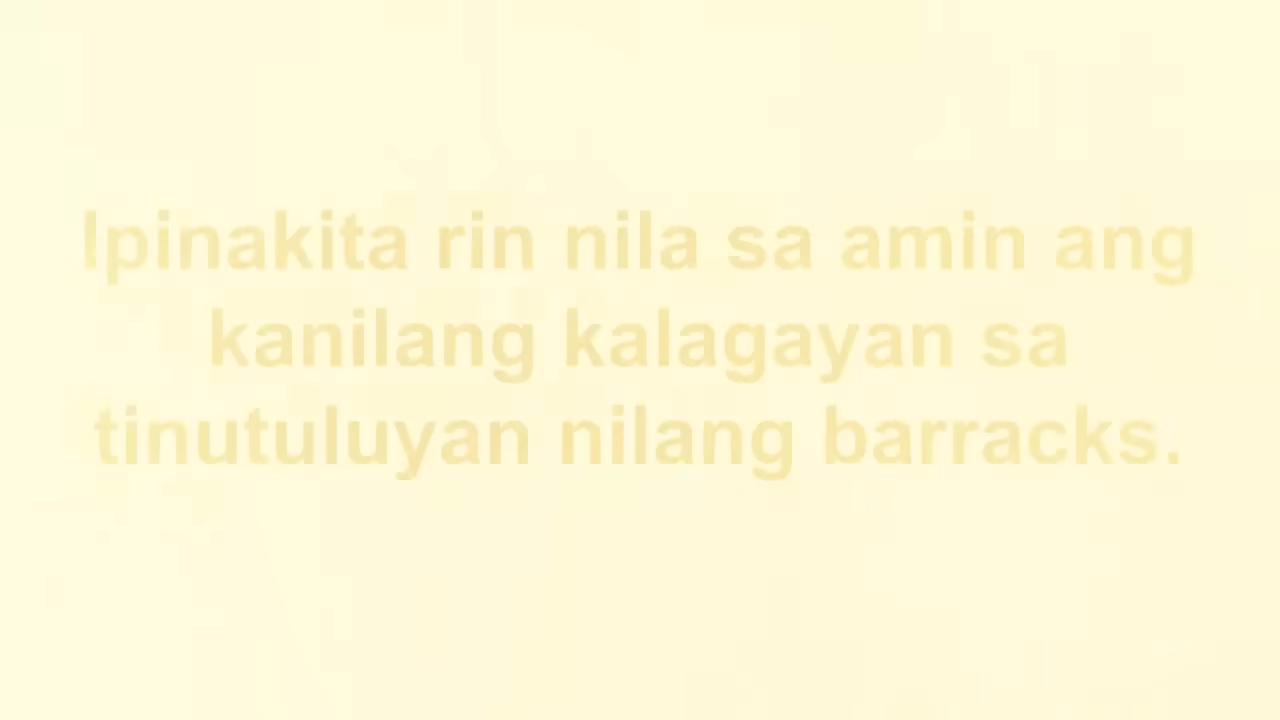 Ipinakita rin nila sa amin ang
kanilang kalagayan sa
tinutuluyan nilang barracks.